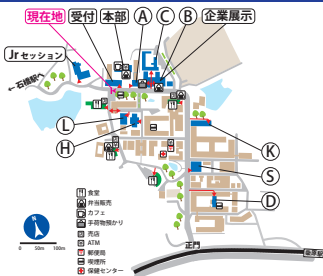 現在地 受付 本部 Ⓐ Ⓒ Ⓑ 企業展示
Jr セッション
← 石橋駅へ
Ⓛ
Ⓗ
Ⓚ
Ⓢ
Ⓓ
食堂
弁当販売
カフェ
手荷物預かり
売店
ATM
郵便局
喫煙所
保健センター
0 50m 100m
正門